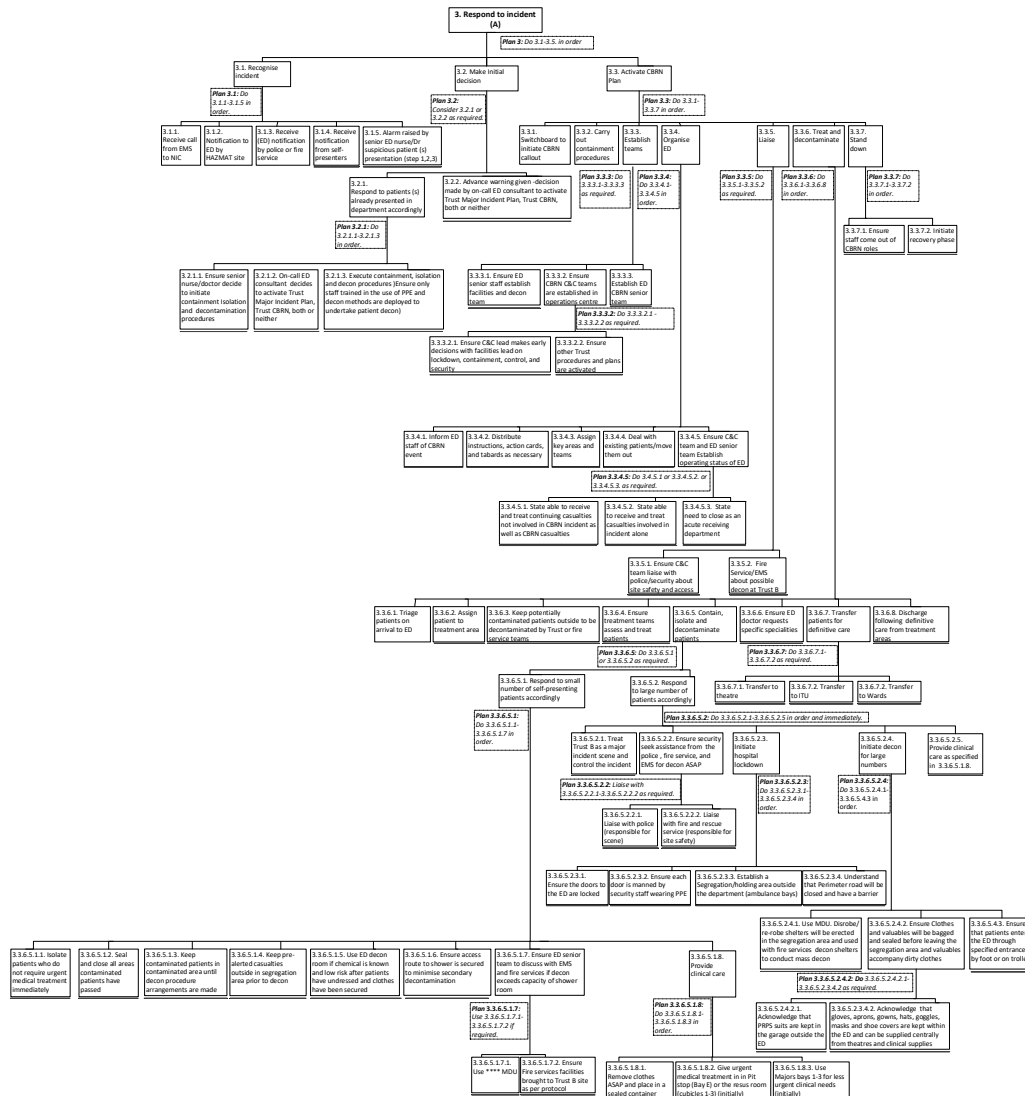 3. Respond to incident
(A)
Plan 3: Do 3.1-3.5. in order
3.1. Recognise
incident
3.2. Make Initial
decision
3.3. Activate CBRN
Plan
Plan 3.1: Do
3.1.1-3.1.5 in
order.
Plan 3.2:
Consider 3.2.1 or
3.2.2 as required.
Plan 3.3: Do 3.3.1-
3.3.7 in order.
3.1.1.
Receive call
from EMS
to NIC
3.1.2.
Notification to
ED by
HAZMAT site
3.1.3. Receive
(ED) notification
by police or fire
service
3.1.4. Receive
notification
from self-
presenters
3.1.5. Alarm raised by
senior ED nurse/Dr
suspicious patient (s)
presentation (step 1,2,3)
3.3.1.
Switchboard to
initiate CBRN
callout
3.3.2. Carry
out
containment
procedures
3.3.3.
Establish
teams
3.3.4.
Organise
ED
3.3.5.
Liaise
3.3.6. Treat and
decontaminate
3.3.7.
Stand
down
3.2.1.
Respond to patients (s)
already presented in
department accordingly
3.2.2. Advance warning given -decision
made by on-call ED consultant to activate
Trust Major Incident Plan, Trust CBRN,
both or neither
Plan 3.3.3: Do
3.3.3.1-3.3.3.3
as required.
Plan 3.3.4:
Do 3.3.4.1-
3.3.4.5 in
order.
Plan 3.3.5: Do
3.3.5.1-3.3.5.2
as required.
Plan 3.3.6: Do
3.3.6.1-3.3.6.8
in order.
Plan 3.3.7: Do
3.3.7.1-3.3.7.2
in order.
Plan 3.2.1: Do
3.2.1.1-3.2.1.3
in order.
3.3.7.1. Ensure
staff come out of
CBRN roles
3.3.7.2. Initiate
recovery phase
3.2.1.1. Ensure senior
nurse/doctor decide to
initiate
containment Isolation
and decontamination
procedures
3.2.1.2. On-call ED
consultant decides
to activate Trust
Major Incident Plan,
Trust CBRN, both or
neither
3.2.1.3. Execute containment, isolation
and decon procedures )Ensure only
staff trained in the use of PPE and
decon methods are deployed to
undertake patient decon)
3.3.3.1 Ensure ED
senior staff establish
facilities and decon
team
3.3.3.2. Ensure
CBRN C&C teams
are established in
operations centre
3.3.3.3.
Establish ED
CBRN senior
team
Plan 3.3.3.2: Do 3.3.3.2.1 -
3.3.3.2.2 as required.
3.3.3.2.1. Ensure C&C lead makes early
decisions with facilities lead on
lockdown, containment, control, and
security
3.3.3.2.2. Ensure
other Trust
procedures and plans
are activated
3.3.4.1. Inform ED
staff of CBRN
event
3.3.4.2. Distribute
instructions, action cards,
and tabards as necessary
3.3.4.3. Assign
key areas and
teams
3.3.4.4. Deal with
existing patients/move
them out
3.3.4.5. Ensure C&C
team and ED senior
team Establish
operating status of ED
Plan 3.3.4.5: Do 3.4.5.1 or 3.3.4.5.2. or
3.3.4.5.3. as required.
3.3.4.5.1. State able to receive
and treat continuing casualties
not involved in CBRN incident as
well as CBRN casualties
3.3.4.5.2. State able
to receive and treat
casualties involved in
incident alone
3.3.4.5.3. State
need to close as an
acute receiving
department
3.3.5.1. Ensure C&C
team liaise with
police/security about
site safety and access
3.3.5.2. Fire
Service/EMS
about possible
decon at Trust B
3.3.6.1. Triage
patients on
arrival to ED
3.3.6.2. Assign
patient to
treatment area
3.3.6.3. Keep potentially
contaminated patients outside to be
decontaminated by Trust or fire
service teams
3.3.6.4. Ensure
treatment teams
assess and treat
patients
3.3.6.5. Contain,
isolate and
decontaminate
patients
3.3.6.6. Ensure ED
doctor requests
specific specialities
3.3.6.7. Transfer
patients for
definitive care
3.3.6.8. Discharge
following definitive
care from treatment
areas
Plan 3.3.6.5: Do 3.3.6.5.1
or 3.3.6.5.2 as required.
Plan 3.3.6.7: Do 3.3.6.7.1-
3.3.6.7.2 as required.
3.3.6.5.1. Respond to small
number of self-presenting
patients accordingly
3.3.6.5.2. Respond
to large number of
patients accordingly
3.3.6.7.1. Transfer to
theatre
3.3.6.7.2. Transfer
to ITU
3.3.6.7.2. Transfer
to Wards
Plan 3.3.6.5.1:
Do 3.3.6.5.1.1-
3.3.6.5.1.7 in
order.
Plan 3.3.6.5.2: Do 3.3.6.5.2.1-3.3.6.5.2.5 in order and immediately.
3.3.6.5.2.1. Treat
Trust B as a major
incident scene and
control the incident
3.3.6.5.2.2. Ensure security
seek assistance from the
police , fire service, and
EMS for decon ASAP
3.3.6.5.2.3.
Initiate
hospital
lockdown
3.3.6.5.2.4.
Initiate decon
for large
numbers
3.3.6.5.2.5.
Provide clinical
care as specified
in 3.3.6.5.1.8.
Plan 3.3.6.5.2.2: Liaise with
3.3.6.5.2.2.1-3.3.6.5.2.2.2 as required.
Plan 3.3.6.5.2.3:
Do 3.3.6.5.2.3.1-
3.3.6.5.2.3.4 in
order.
Plan 3.3.6.5.2.4:
Do 3.3.6.5.2.4.1-
3.3.6.5.4.3 in
order.
3.3.6.5.2.2.1.
Liaise with police
(responsible for
scene)
3.3.6.5.2.2.2. Liaise
with fire and rescue
service (responsible for
site safety)
3.3.6.5.2.3.1.
Ensure the doors to
the ED are locked
3.3.6.5.2.3.2. Ensure each
door is manned by
security staff wearing PPE
3.3.6.5.2.3.3. Establish a
Segregation/holding area outside
the department (ambulance bays)
3.3.6.5.2.3.4. Understand
that Perimeter road will be
closed and have a barrier
3.3.6.5.2.4.1. Use MDU. Disrobe/
re-robe shelters will be erected
in the segregation area and used
with fire services decon shelters
to conduct mass decon
3.3.6.5.2.4.2. Ensure Clothes
and valuables will be bagged
and sealed before leaving the
segregation area and valuables
accompany dirty clothes
3.3.6.5.4.3. Ensure
that patients enter
the ED through
specified entrance
by foot or on trolley
3.3.6.5.1.1. Isolate
patients who do
not require urgent
medical treatment
immediately
3.3.6.5.1.2. Seal
and close all areas
contaminated
patients have
passed
3.3.6.5.1.3. Keep
contaminated patients in
contaminated area until
decon procedure
arrangements are made
3.3.6.5.1.4. Keep pre-
alerted casualties
outside in segregation
area prior to decon
3.3.6.5.1.5. Use ED decon
room if chemical is known
and low risk after patients
have undressed and clothes
have been secured
3.3.6.5.1.6. Ensure access
route to shower is secured
to minimise secondary
decontamination
3.3.6.5.1.7. Ensure ED senior
team to discuss with EMS
and fire services if decon
exceeds capacity of shower
room
3.3.6.5.1.8.
Provide
clinical care
Plan 3.3.6.5.2.4.2: Do 3.3.6.5.2.4.2.1-
3.3.6.5.2.3.4.2 as required.
Plan 3.3.6.5.1.7:
Use 3.3.6.5.1.7.1-
3.3.6.5.1.7.2 if
required.
Plan 3.3.6.5.1.8:
Do 3.3.6.5.1.8.1-
3.3.6.5.1.8.3 in order.
3.3.6.5.2.4.2.1.
Acknowledge that
PRPS suits are kept in
the garage outside the
ED
3.3.6.5.2.3.4.2. Acknowledge that
gloves, aprons, gowns, hats, goggles,
masks and shoe covers are kept within
the ED and can be supplied centrally
from theatres and clinical supplies
3.3.6.5.1.7.1.
Use **** MDU
3.3.6.5.1.7.2. Ensure
Fire services facilities
brought to Trust B site
as per protocol
3.3.6.5.1.8.1.
Remove clothes
ASAP and place in a
sealed container
3.3.6.5.1.8.2. Give urgent
medical treatment in in Pit
stop (Bay E) or the resus room
(cubicles 1-3) (initially)
3.3.6.5.1.8.3. Use
Majors bays 1-3 for less
urgent clinical needs
(initially)